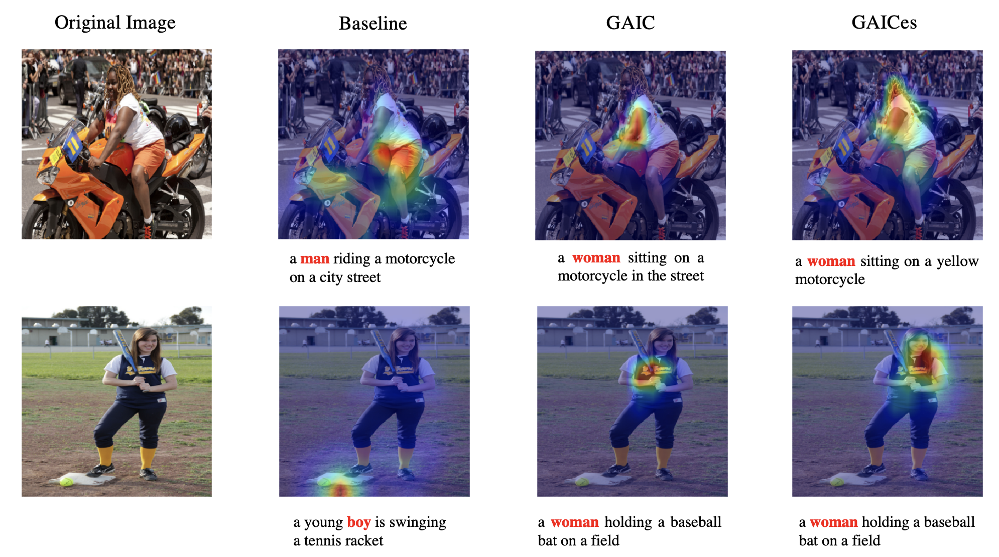 Original Image
Baseline
GAIC
GAICes
a man riding a motorcycle
on a city street
a woman sitting on a
motorcycle in the street
a woman sitting on a yellow
motorcycle
a young boy is swinging
a tennis racket
a woman holding a baseball
bat on a field
a woman holding a baseball
bat on a field